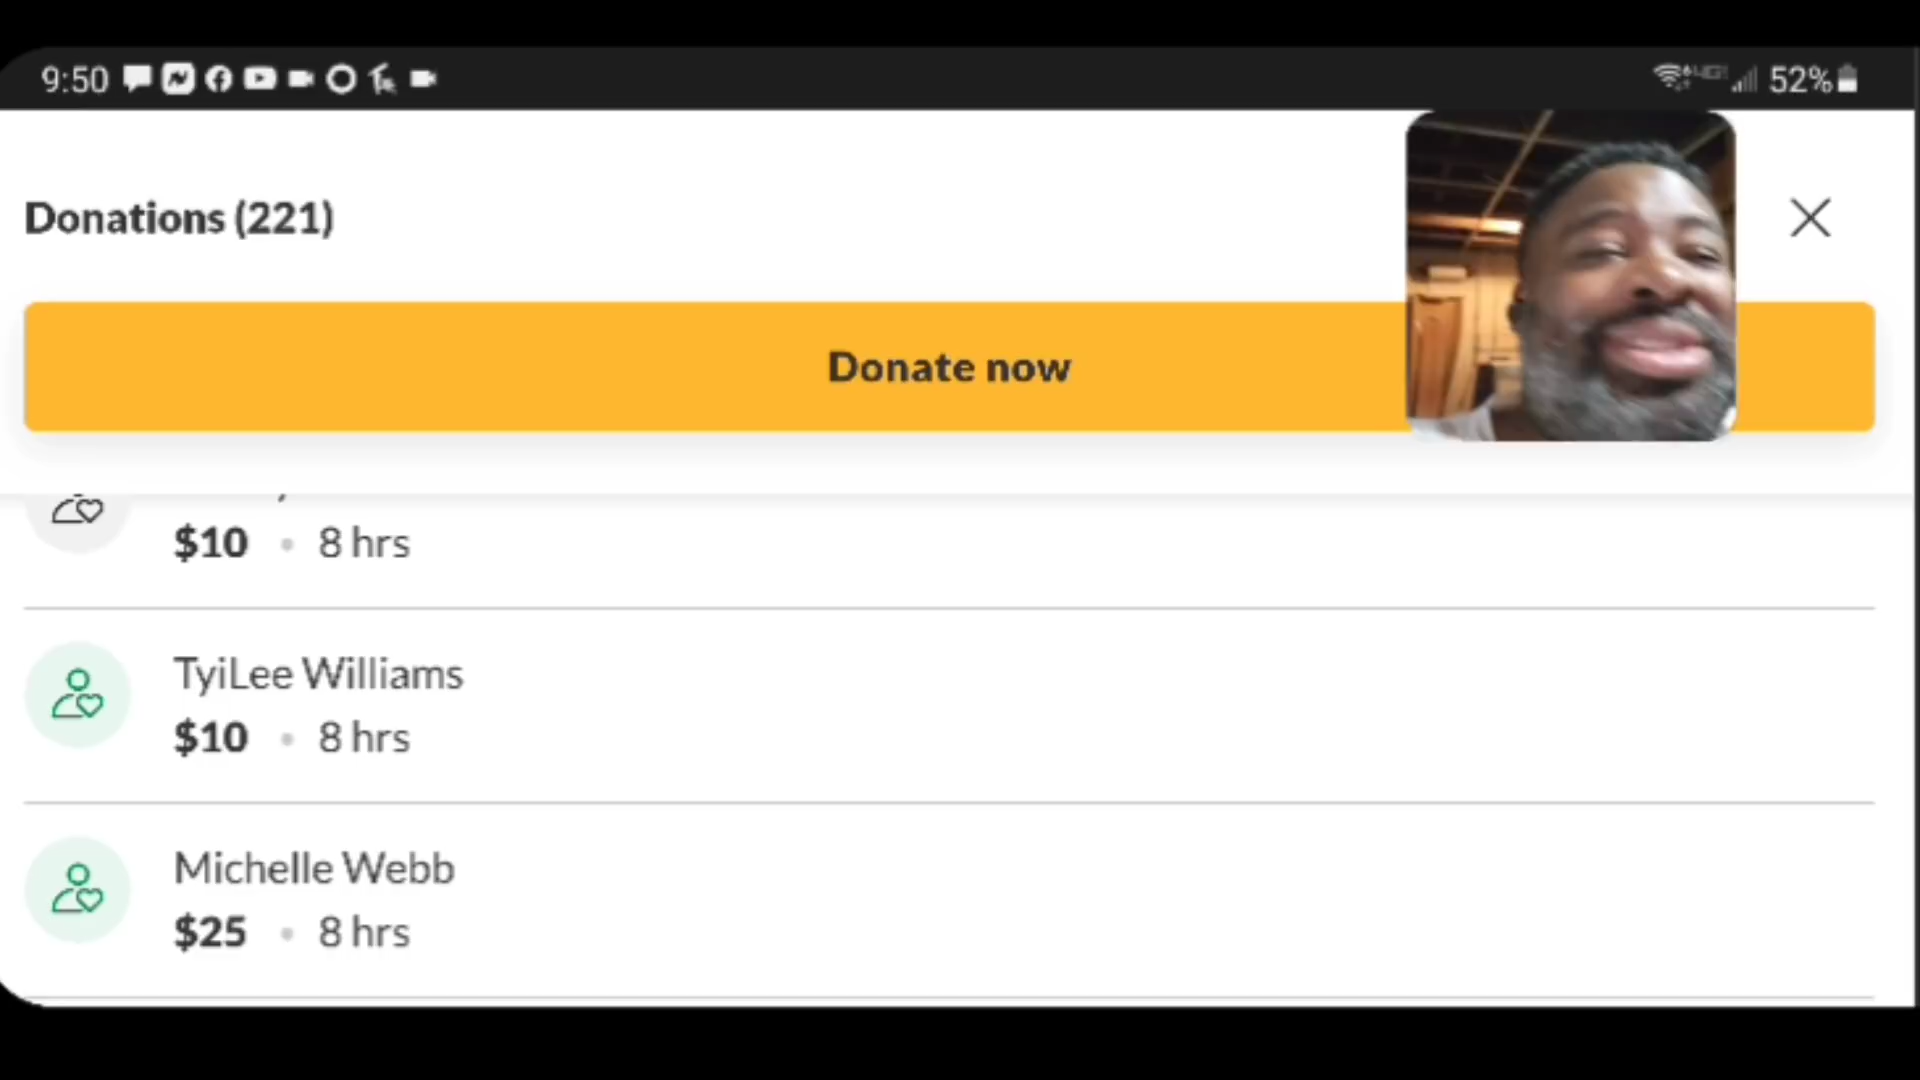 9:50 52%
Donations (221)
Donate now
$10 • 8 hrs
TyiLee Williams
$10 • 8 hrs
Michelle Webb
$25 • 8 hrs